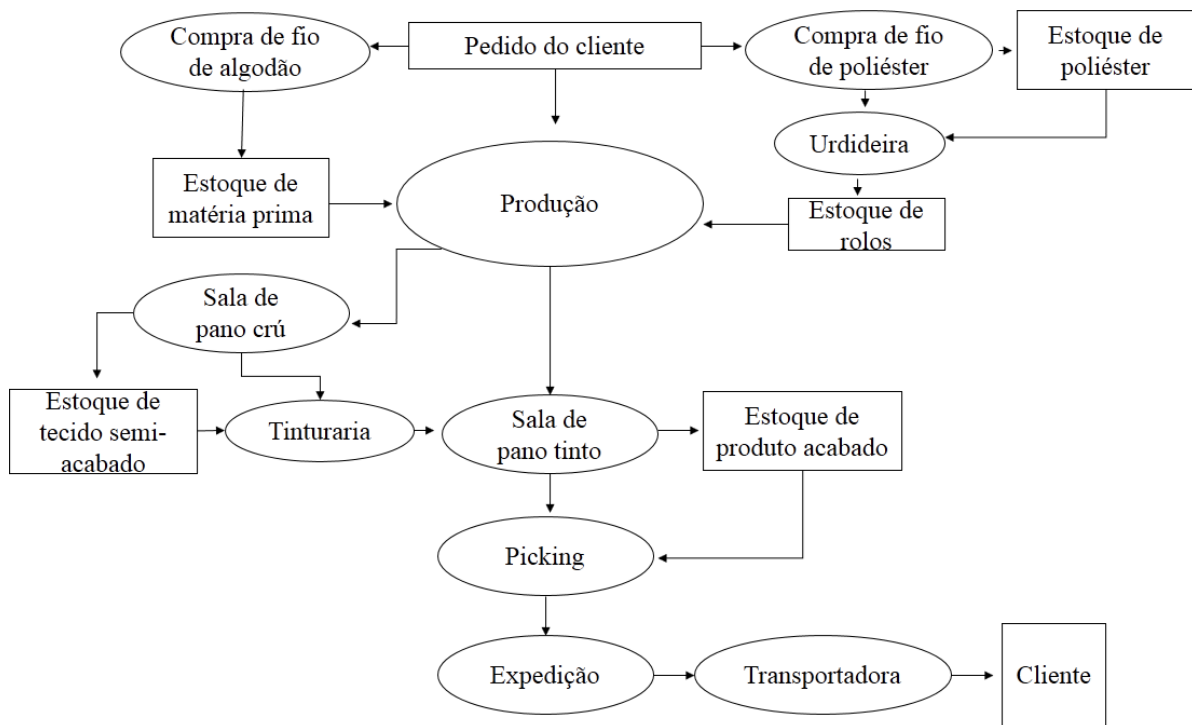 Compra de fio
de algodão
Pedido do cliente
Compra de fio
de poliéster
Estoque de
poliéster
Urdideira
Estoque de
matéria prima
Produção
Estoque de
rolos
Sala de
pano crú
Estoque de
tecido semi-
acabado
Tinturaria
Sala de
pano tinto
Estoque de
produto acabado
Picking
Expedição
Transportadora
Cliente